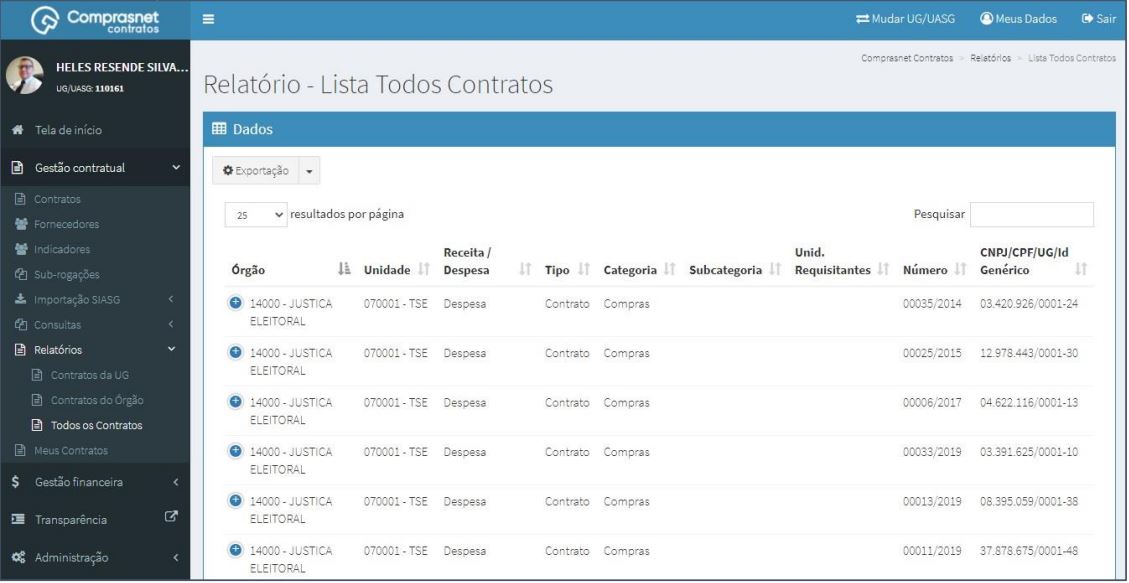 Comprasnet
contratos
Mudar UG/UASG Meus Dados Sair
HELES RESENDE SILVA...
UG/UASG: 110161
Comprasnet Contratos > Relatórios > Lista Todos Contratos
Relatório - Lista Todos Contratos
Tela de início
Gestão contratual
Contratos
Fornecedores
Indicadores
Sub-rogações
Importação SIASG
Consultas
Relatórios
Contratos da UG
Contratos do Órgão
Todos os Contratos
Meus Contratos
Gestão financeira
Transparência
Administração
Dados
Exportação
25 resultados por página
Pesquisar
Órgão Unidade Receita / Despesa Tipo Categoria Subcategoria Unid. Requisitantes Número CNPJ/CPF/UG/Id Genérico
14000 - JUSTICA 070001 - TSE Despesa Contrato Compras 00035/2014 03.420.926/0001-24
ELEITORAL
14000 - JUSTICA 070001 - TSE Despesa Contrato Compras 00025/2015 12.978.443/0001-30
ELEITORAL
14000 - JUSTICA 070001 - TSE Despesa Contrato Compras 00006/2017 04.622.116/0001-13
ELEITORAL
14000 - JUSTICA 070001 - TSE Despesa Contrato Compras 00033/2019 03.391.625/0001-10
ELEITORAL
14000 - JUSTICA 070001 - TSE Despesa Contrato Compras 00013/2019 08.395.059/0001-38
ELEITORAL
14000 - JUSTICA 070001 - TSE Despesa Contrato Compras 00011/2019 37.878.675/0001-48
ELEITORAL